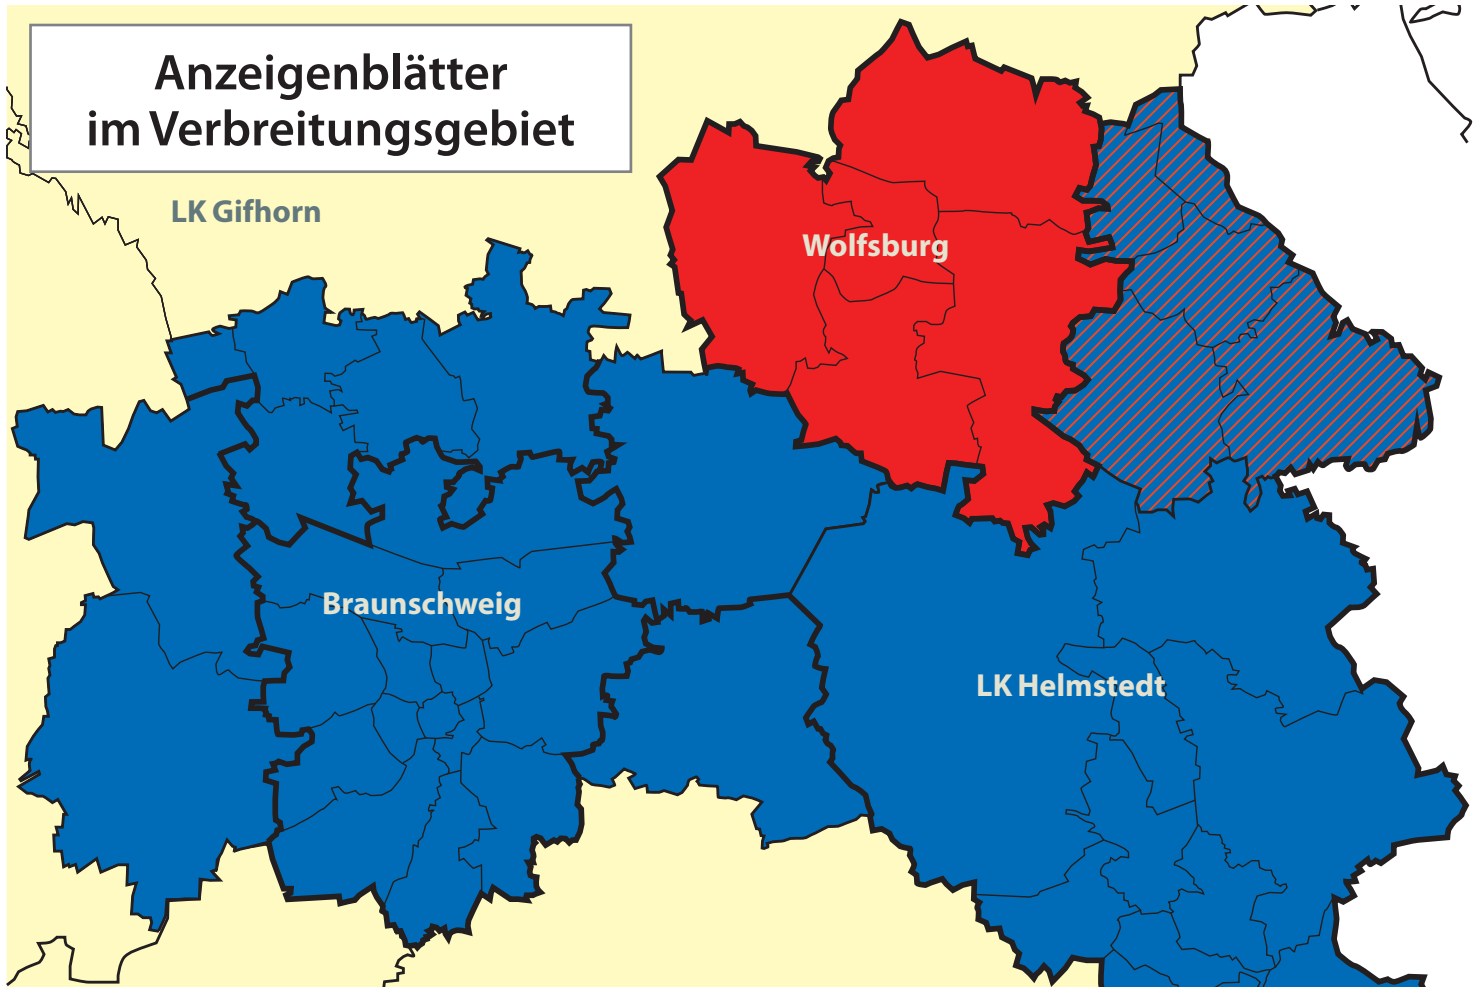 Anzeigenblätter
im Verbreitungsgebiet
LK Gifhorn
Wolfsburg
Braunschweig
LK Helmstedt